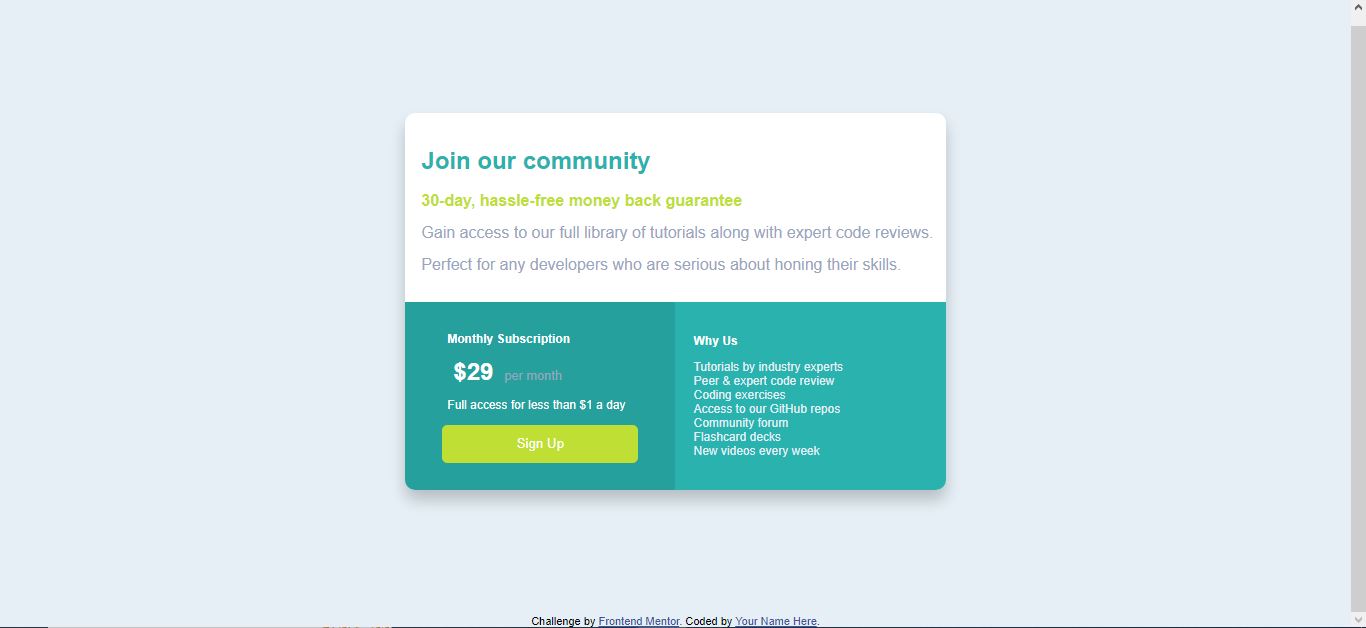 Join our community
30-day, hassle-free money back guarantee
Gain access to our full library of tutorials along with expert code reviews.
Perfect for any developers who are serious about honing their skills.
Monthly Subscription
$29 per month
Full access for less than $1 a day
Sign Up
Why Us
Tutorials by industry experts
Peer & expert code review
Coding exercises
Access to our GitHub repos
Community forum
Flashcard decks
New videos every week
Challenge by Frontend Mentor. Coded by Your Name Here.